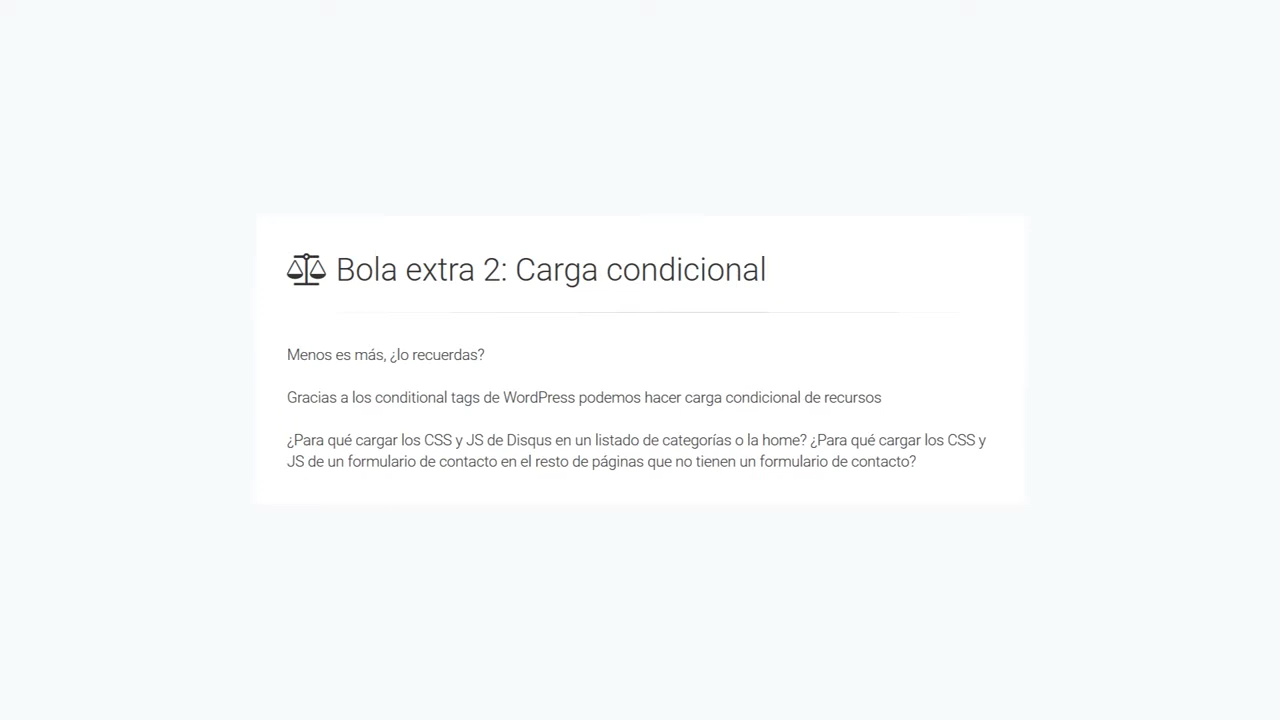 Bola extra 2: Carga condicional
Menos es más, ¿lo recuerdas?
Gracias a los conditional tags de WordPress podemos hacer carga condicional de recursos
¿Para qué cargar los CSS y JS de Disqus en un listado de categorías o la home? ¿Para qué cargar los CSS y
JS de un formulario de contacto en el resto de páginas que no tienen un formulario de contacto?